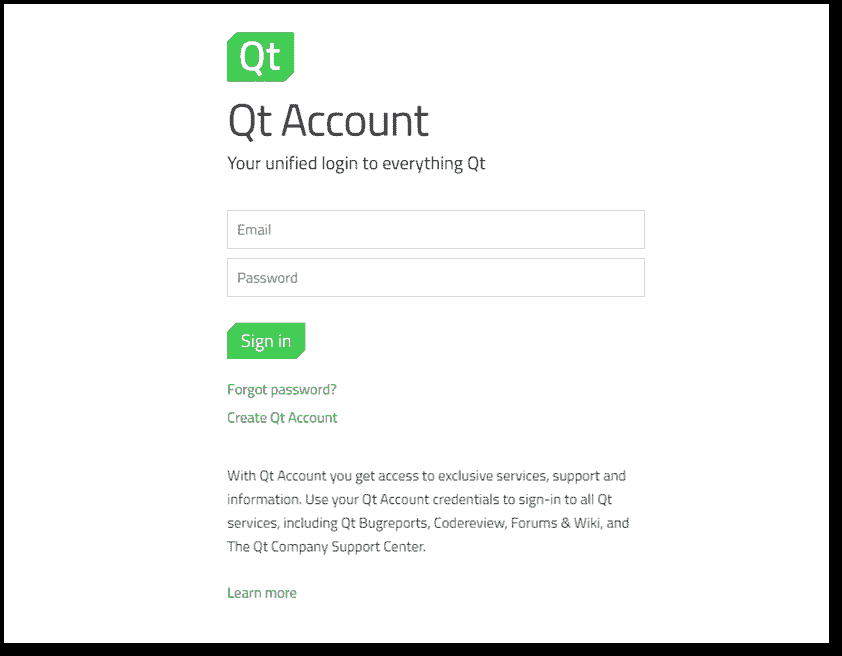 Qt
Qt Account
Your unified login to everything Qt
Email
Password
Sign in
Forgot password?
Create Qt Account
With Qt Account you get access to exclusive services, support and
information. Use your Qt Account credentials to sign-in to all Qt
services, including Qt Bugreports, Codereview, Forums & Wiki, and
The Qt Company Support Center.
Learn more